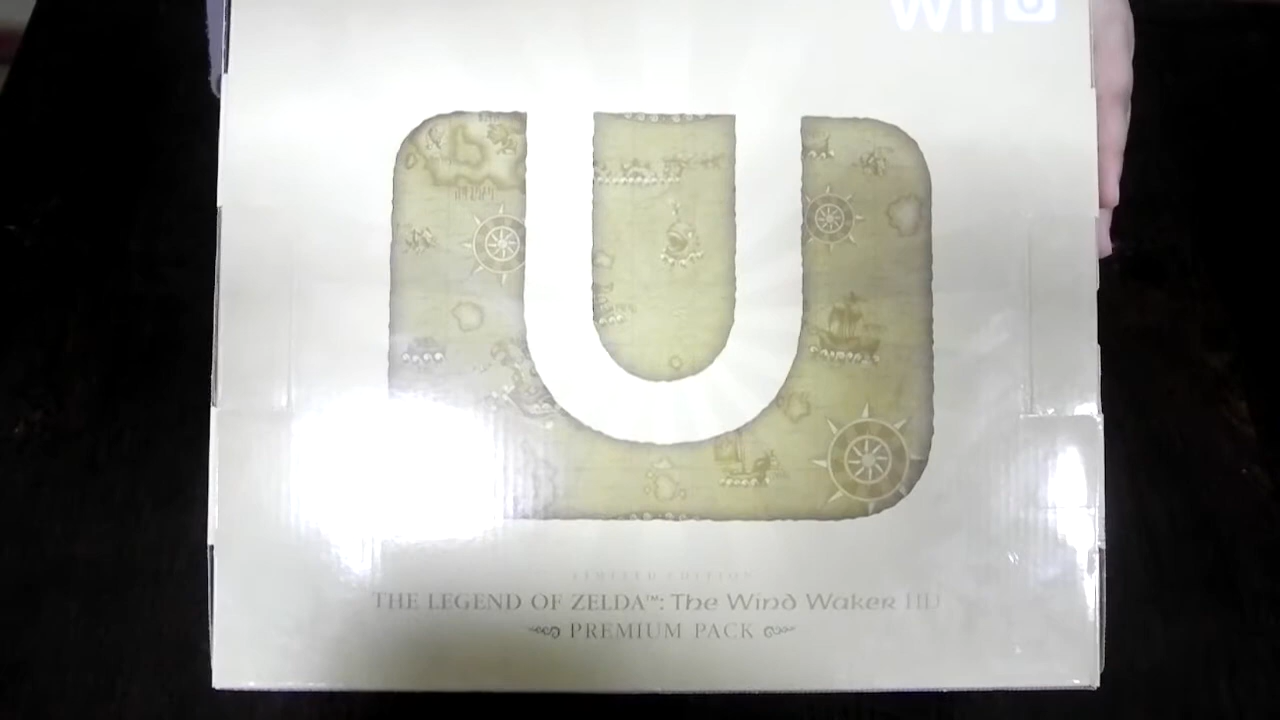 Wii U
U
LIMITED EDITION
THE LEGEND OF ZELDA™: The Wind Waker HD
PREMIUM PACK